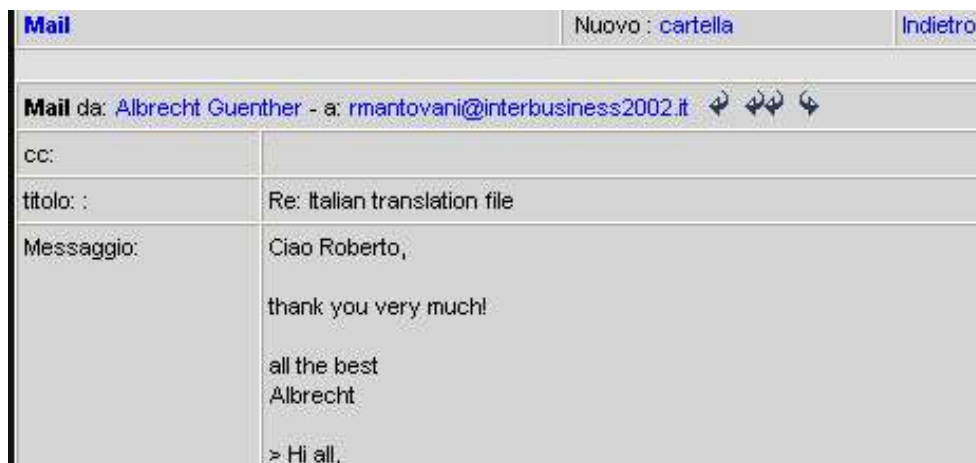 Mail Nuovo : cartella Indietro
Mail da: Albrecht Guenther - a: rmantovani@interbusiness2002.it
cc:
titolo: : Re: Italian translation file
Messaggio: Ciao Roberto,
thank you very much!
all the best
Albrecht
> Hi all,